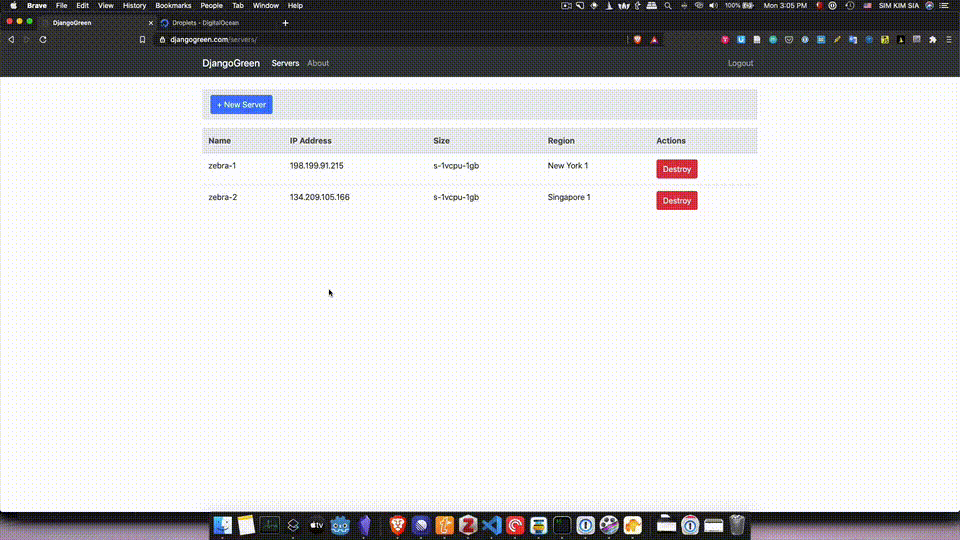 Brave File Edit View History Bookmarks People Tab Window Help 100% Mon 3:05 PM SIM KIM SIA
DjangoGreen Droplets - DigitalOcean
djangogreen.com/servers/
DjangoGreen Servers About Logout
+ New Server
Name IP Address Size Region Actions
zebra-1 198.199.91.215 s-1vcpu-1gb New York 1 Destroy
zebra-2 134.209.105.166 s-1vcpu-1gb Singapore 1 Destroy
tv